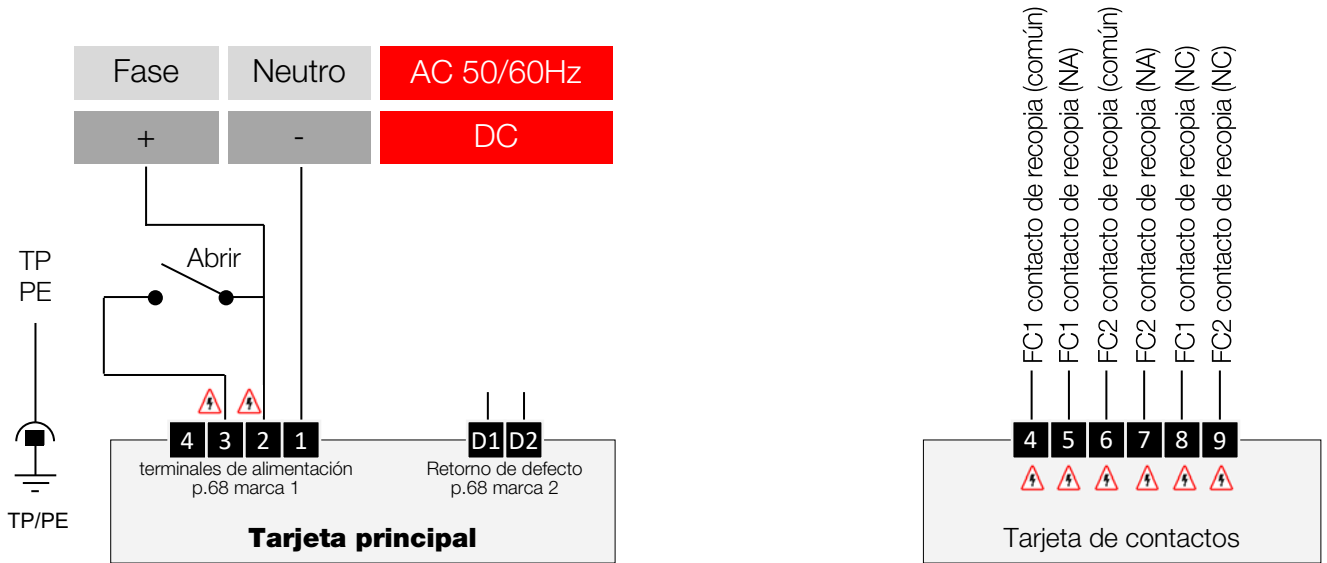 Fase
Neutro
AC 50/60Hz
+
-
DC
TP
PE
Abrir
4
3
2
1
D1
D2
terminales de alimentación
p.68 marca 1
Retorno de defecto
p.68 marca 2
TP/PE
Tarjeta principal
FC1 contacto de recopia (común)
FC1 contacto de recopia (NA)
FC2 contacto de recopia (común)
FC2 contacto de recopia (NA)
FC1 contacto de recopia (NC)
FC2 contacto de recopia (NC)
4
5
6
7
8
9
Tarjeta de contactos